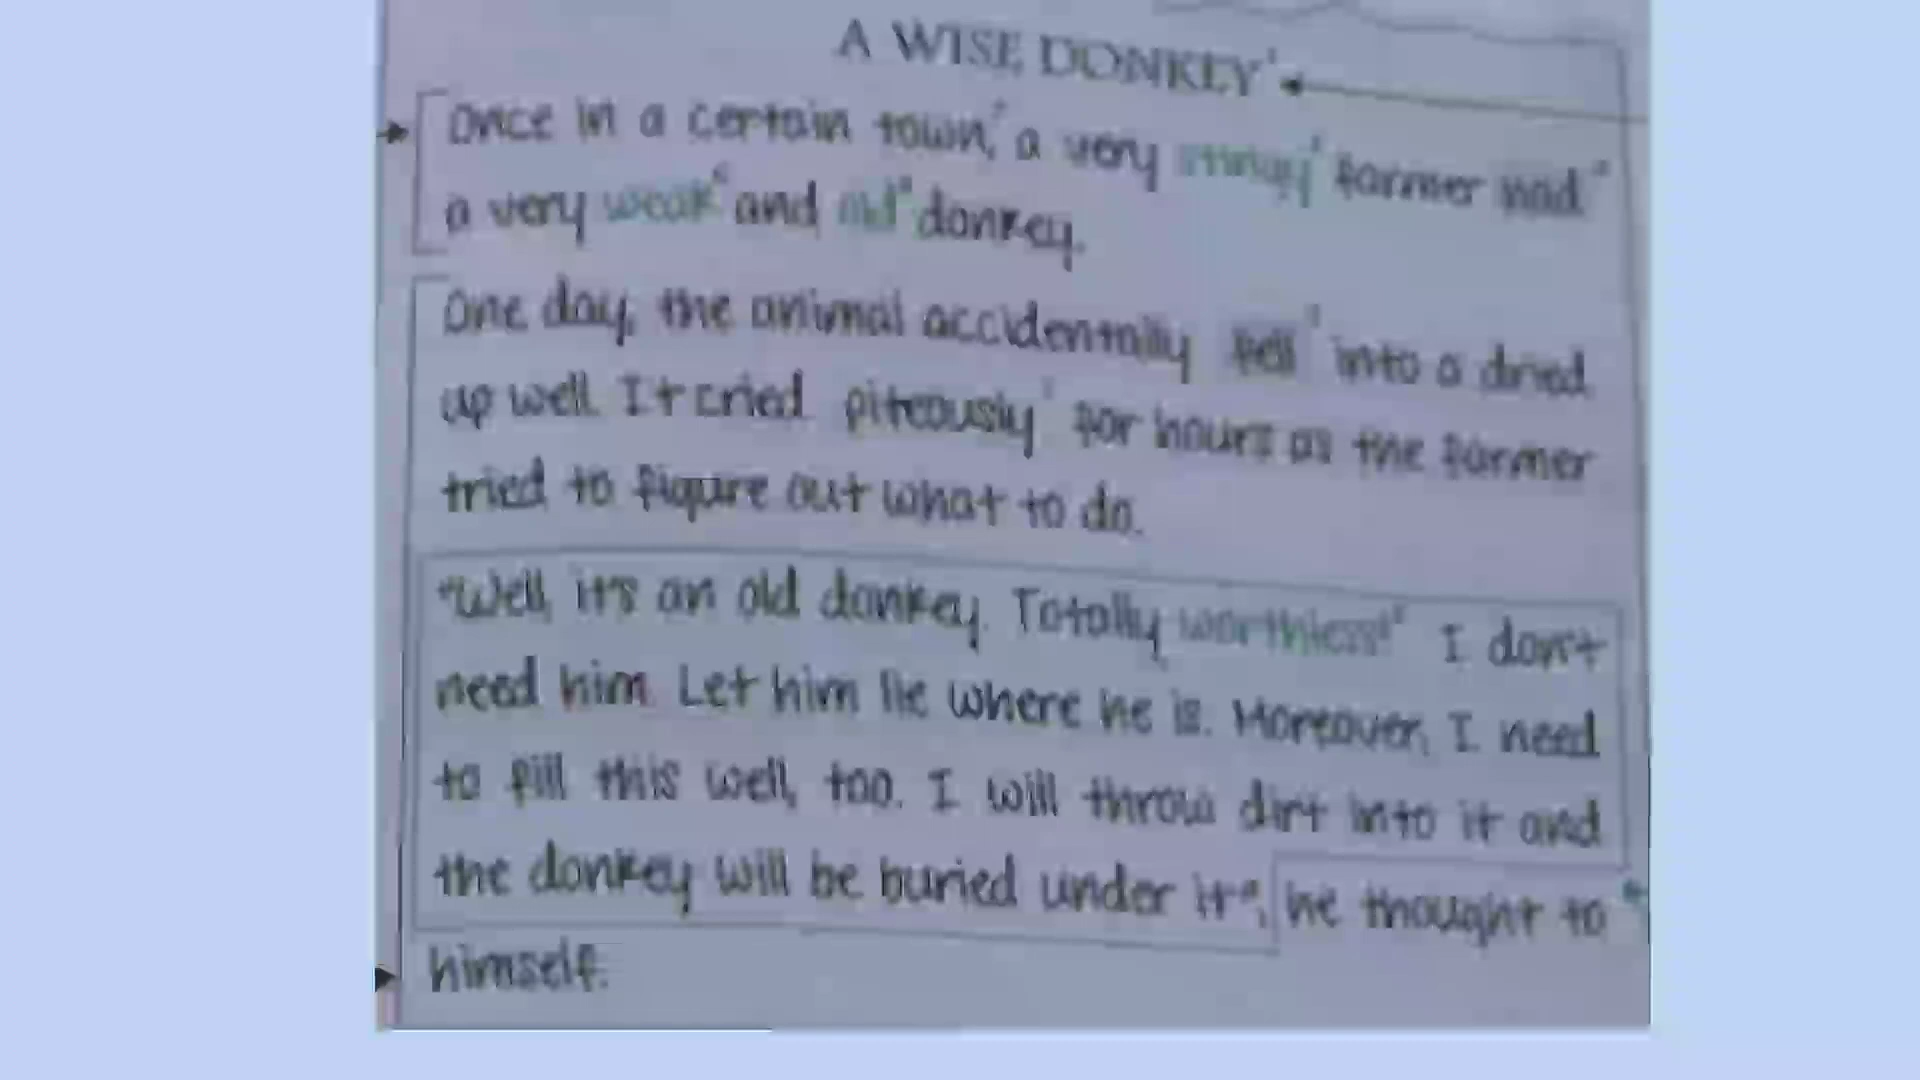 A WISE DONKEY
Once in a certain town, a very stingy farmer had
a very weak and old donkey.
One day, the animal accidentally fell into a dried
up well. It cried piteously for hours as the farmer
tried to figure out what to do.
"Well, it's an old donkey. Totally worthless! I don't
need him. Let him lie where he is. Moreover, I need
to fill this well, too. I will throw dirt into it and
the donkey will be buried under it", he thought to
himself.